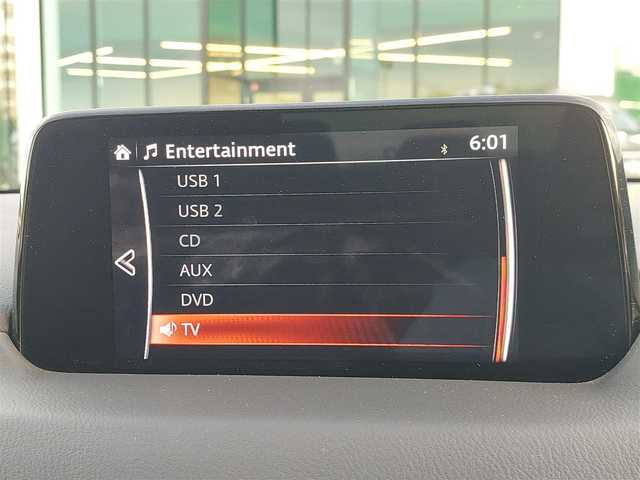 Entertainment 6:01
USB 1
USB 2
CD
AUX
DVD
TV